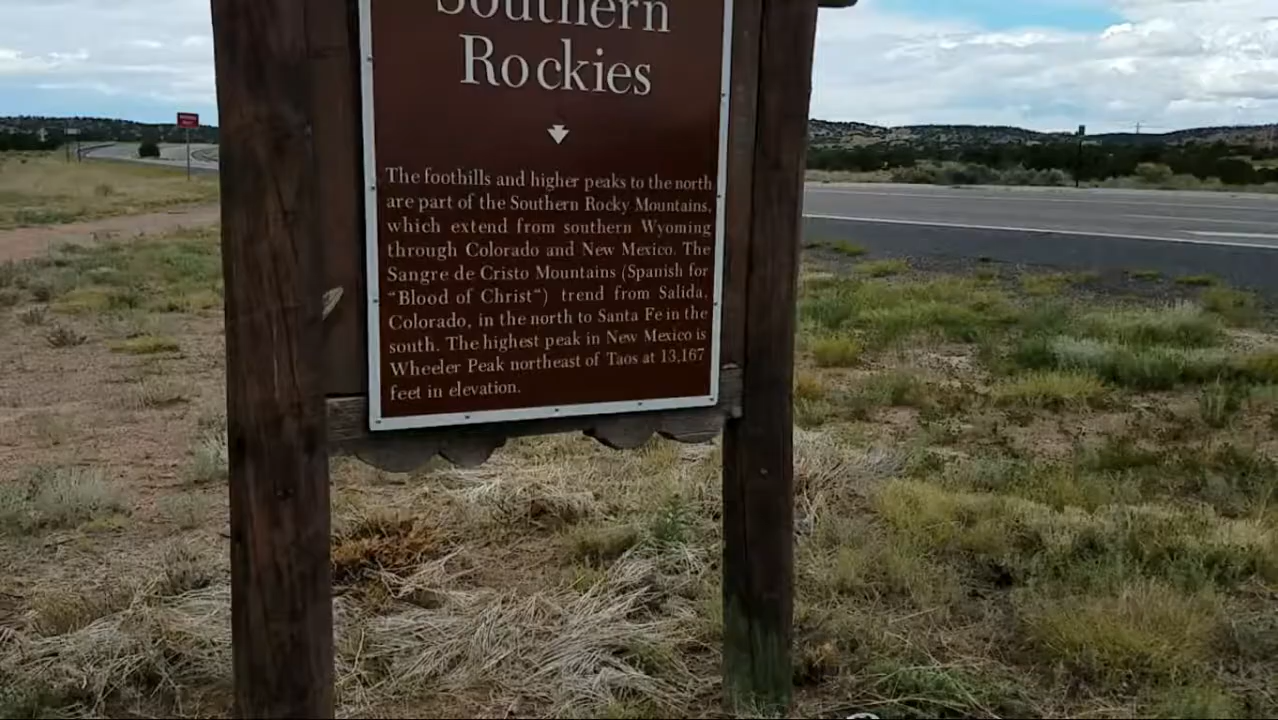 Southern
Rockies
The foothills and higher peaks to the north
are part of the Southern Rocky Mountains,
which extend from southern Wyoming
through Colorado and New Mexico. The
Sangre de Cristo Mountains (Spanish for
"Blood of Christ") trend from Salida,
Colorado, in the north to Santa Fe in the
south. The highest peak in New Mexico is
Wheeler Peak northeast of Taos at 13,167
feet in elevation.